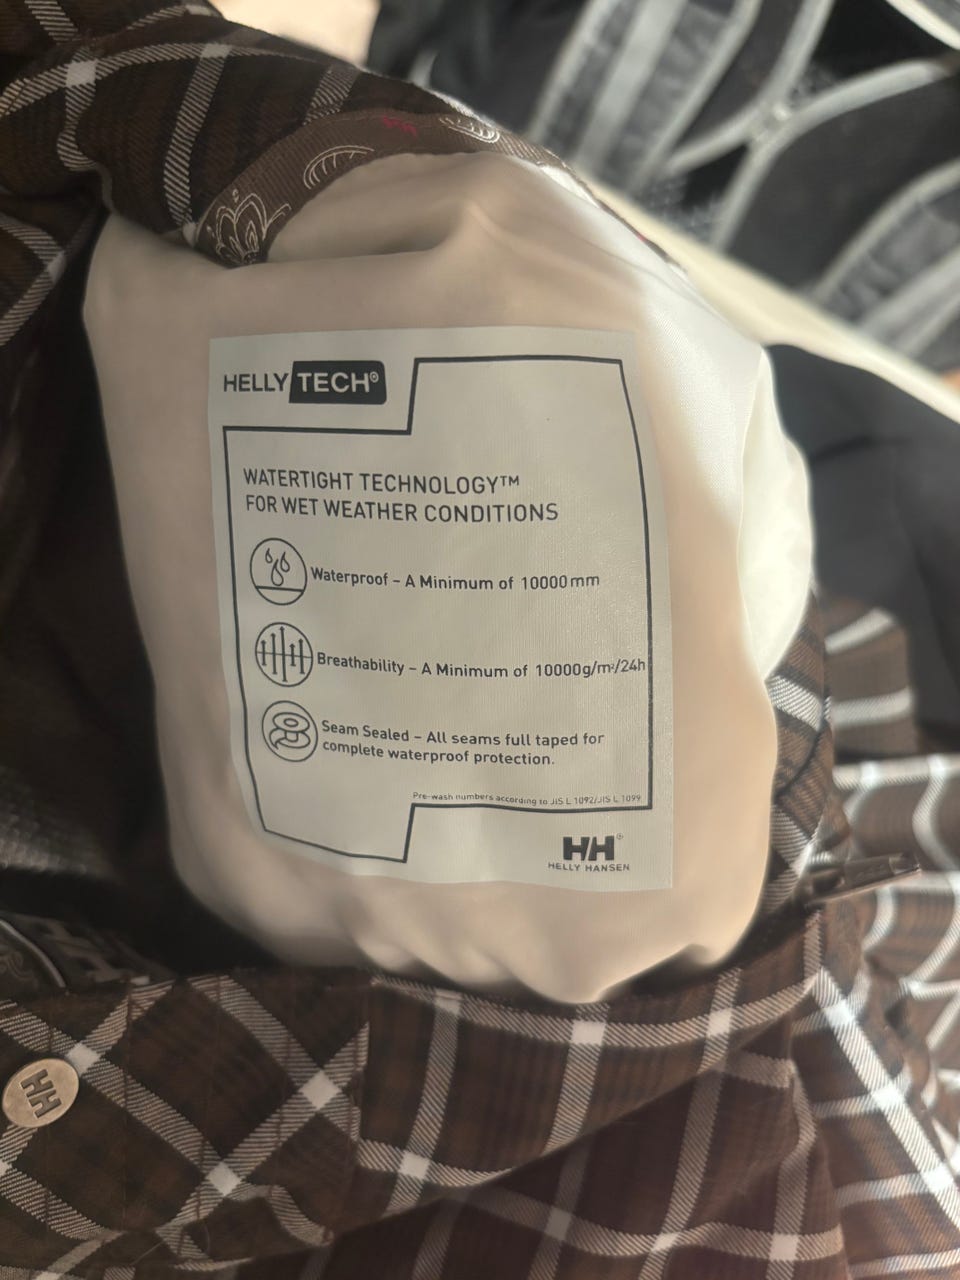 HELLY TECH®
WATERTIGHT TECHNOLOGY™
FOR WET WEATHER CONDITIONS
Waterproof – A Minimum of 10000mm
Breathability – A Minimum of 10000g/m²/24h
Seam Sealed – All seams full taped for
complete waterproof protection.
Pre-wash numbers according to JIS L 1092/JIS L 1099
HH®
HELLY HANSEN
HH
HH